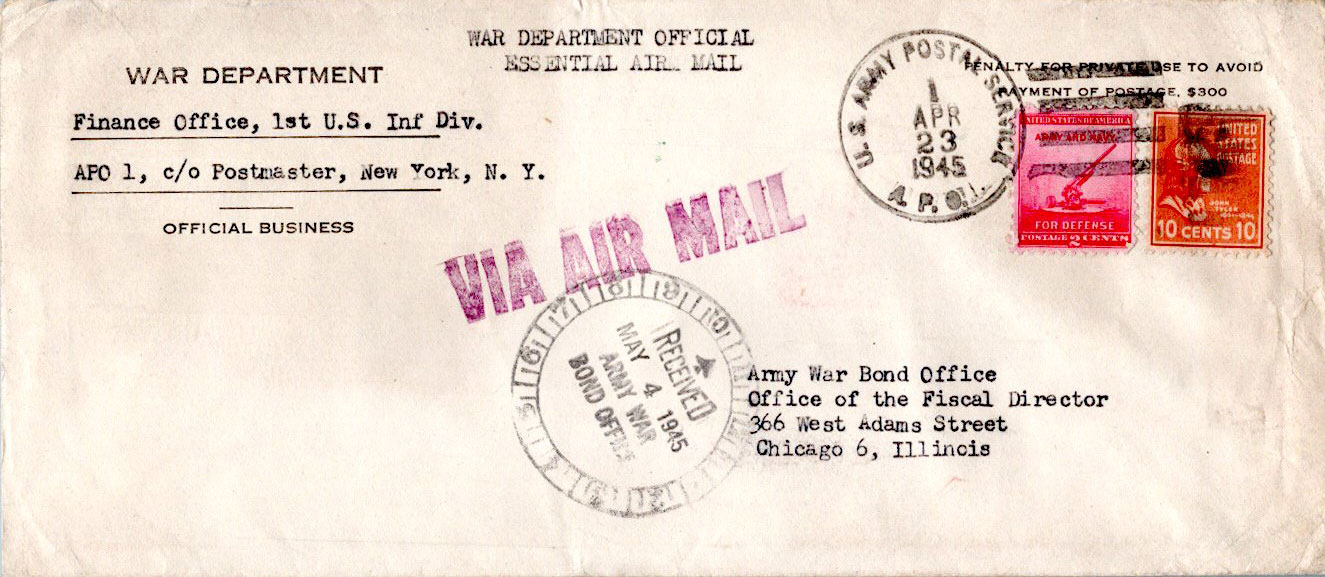 WAR DEPARTMENT OFFICIAL
ESSENTIAL AIR MAIL
WAR DEPARTMENT
Finance Office, 1st U.S. Inf Div.
APO 1, c/o Postmaster, New York, N. Y.
OFFICIAL BUSINESS
U.S. ARMY POSTAL SERVICE
1
APR
23
1945
A.P.O.
PENALTY FOR PRIVATE USE TO AVOID
PAYMENT OF POSTAGE, $300
UNITED STATES OF AMERICA
ARMY AND NAVY
FOR DEFENSE
POSTAGE 2 CENTS
UNITED
STATES
POSTAGE
JOHN
TYLER
1841-1845
10 CENTS 10
VIA AIR MAIL
RECEIVED
MAY 4 1945
ARMY WAR
BOND OFFICE
Army War Bond Office
Office of the Fiscal Director
366 West Adams Street
Chicago 6, Illinois